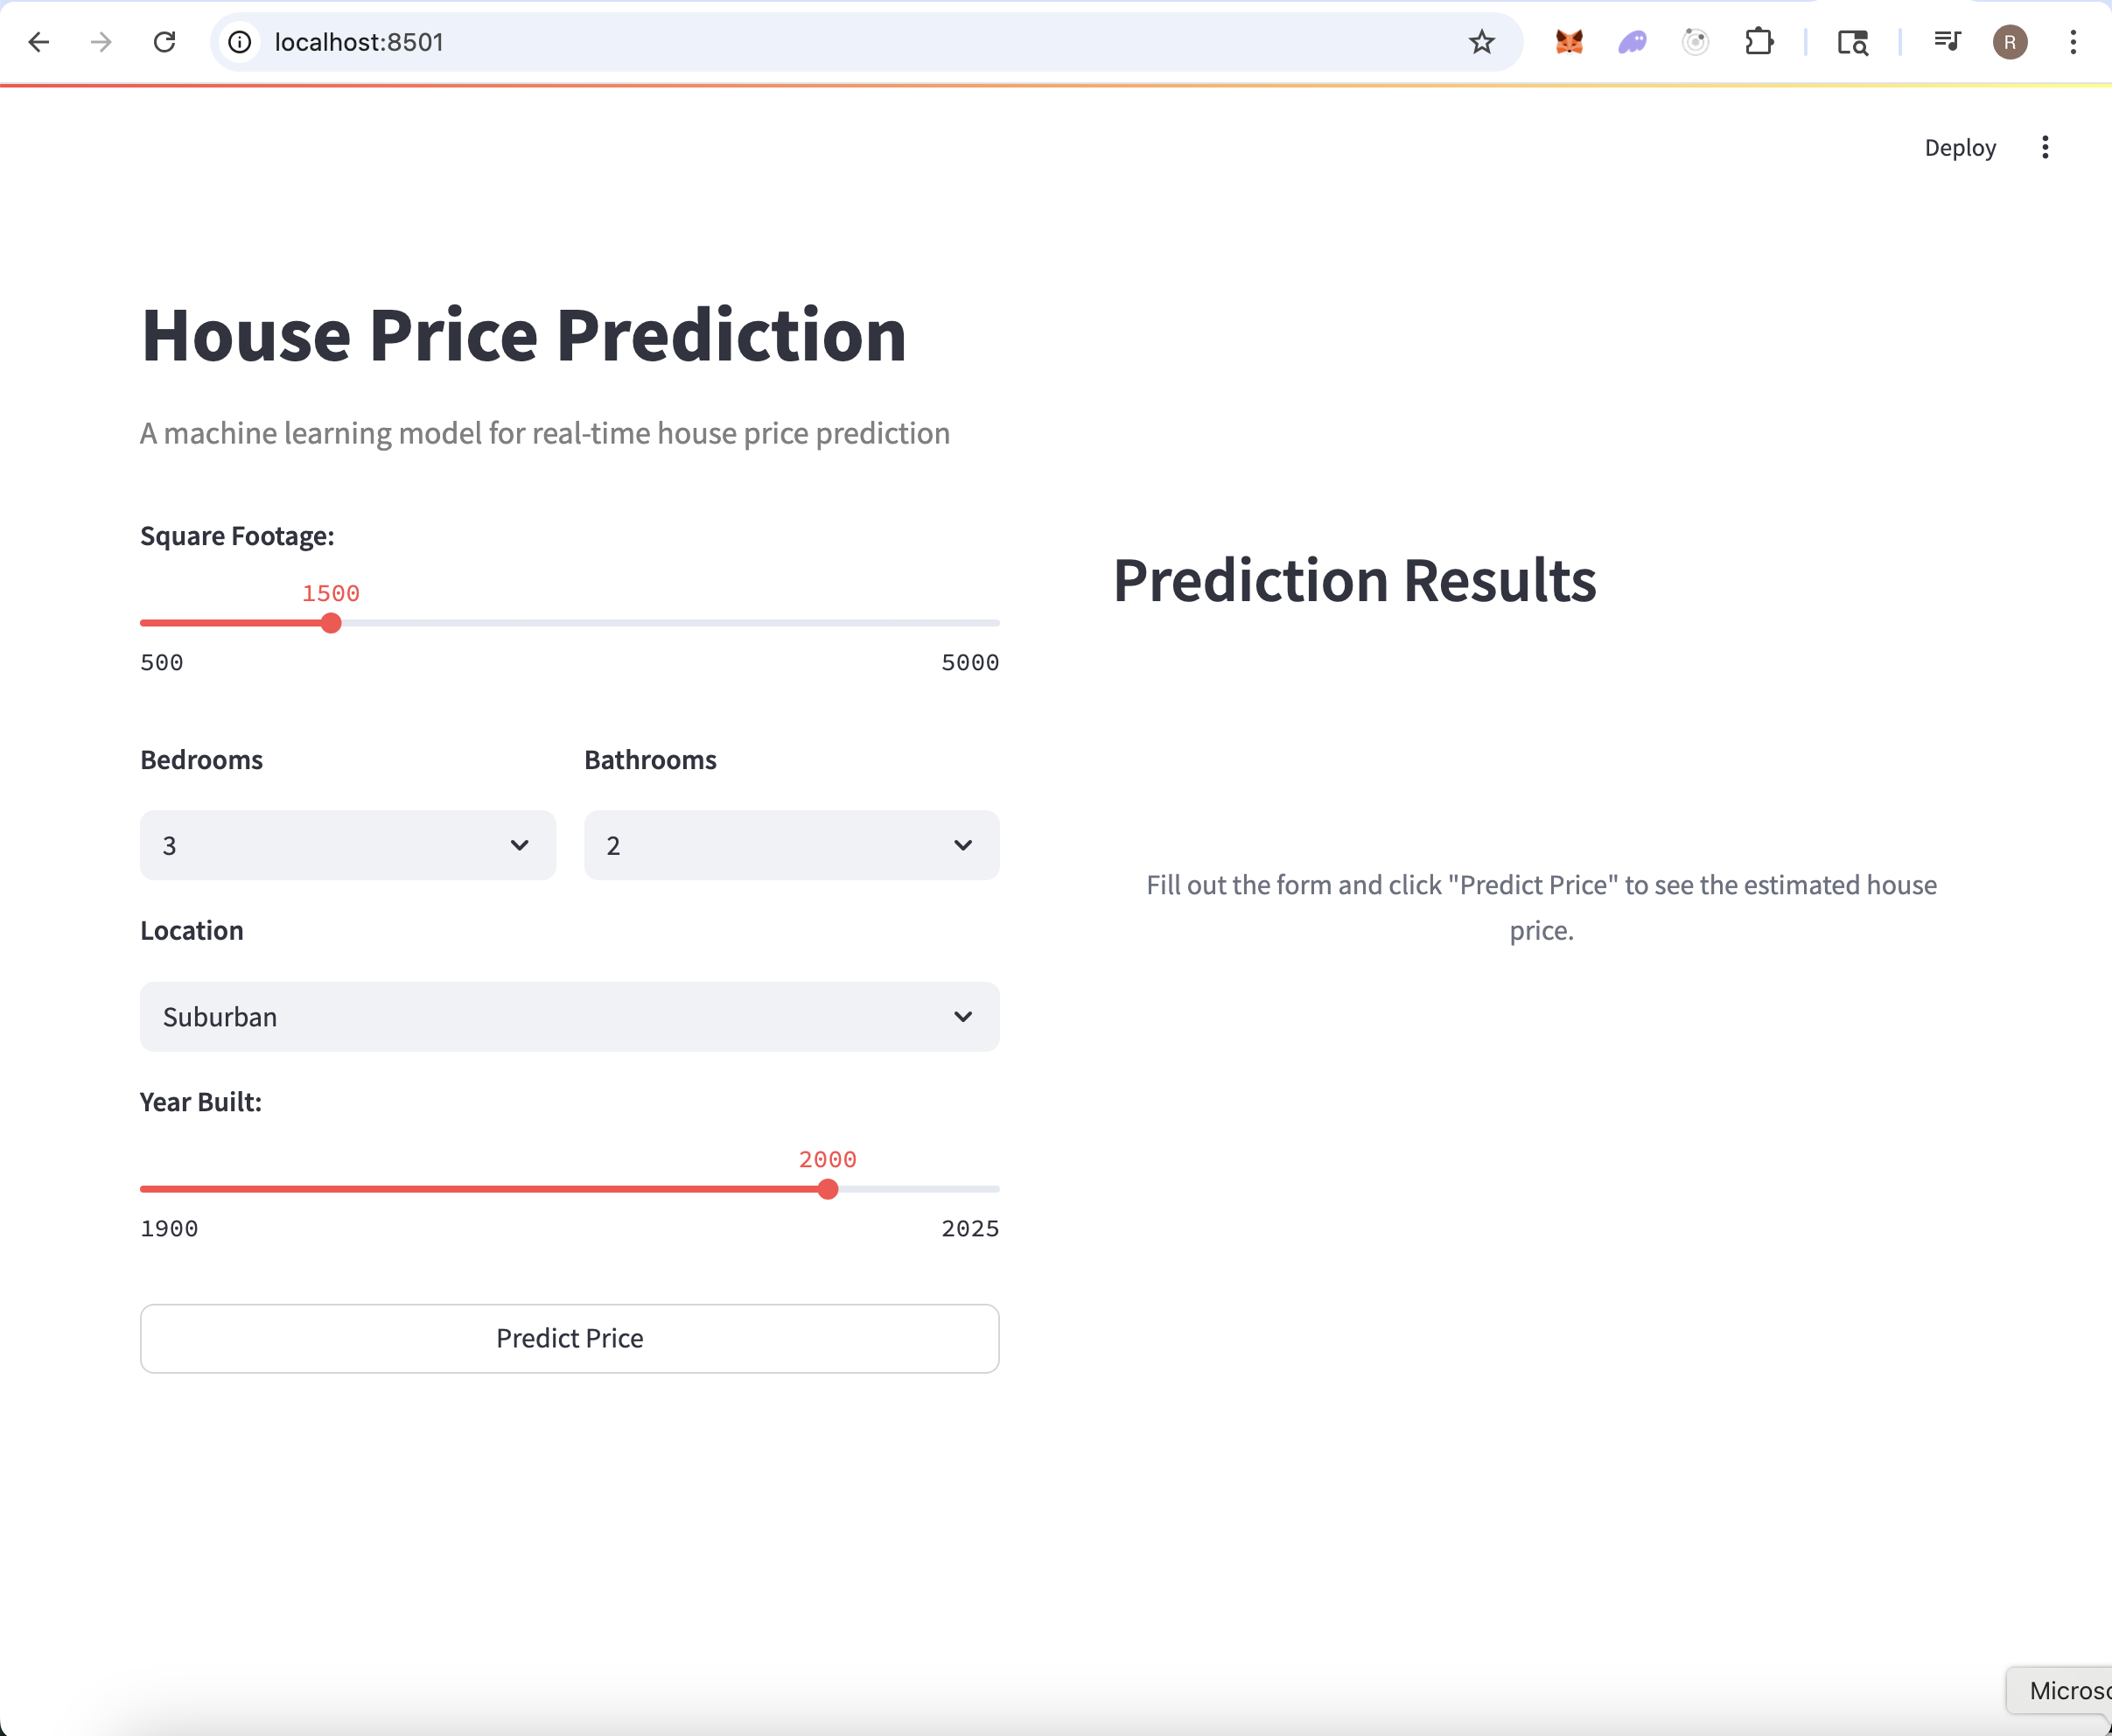 localhost:8501
R
Deploy
House Price Prediction
A machine learning model for real-time house price prediction
Square Footage:
1500
500 5000
Bedrooms Bathrooms
3 2
Location
Suburban
Year Built:
2000
1900 2025
Predict Price
Prediction Results
Fill out the form and click "Predict Price" to see the estimated house
price.